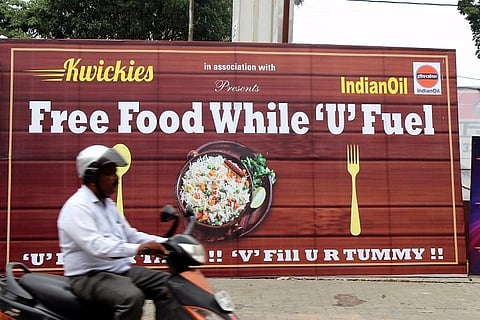 Kwickies
in association with
Presents
IndianOil
IndianOil
Free Food While 'U' Fuel
'U' !! 'V' Fill U R TUMMY !!